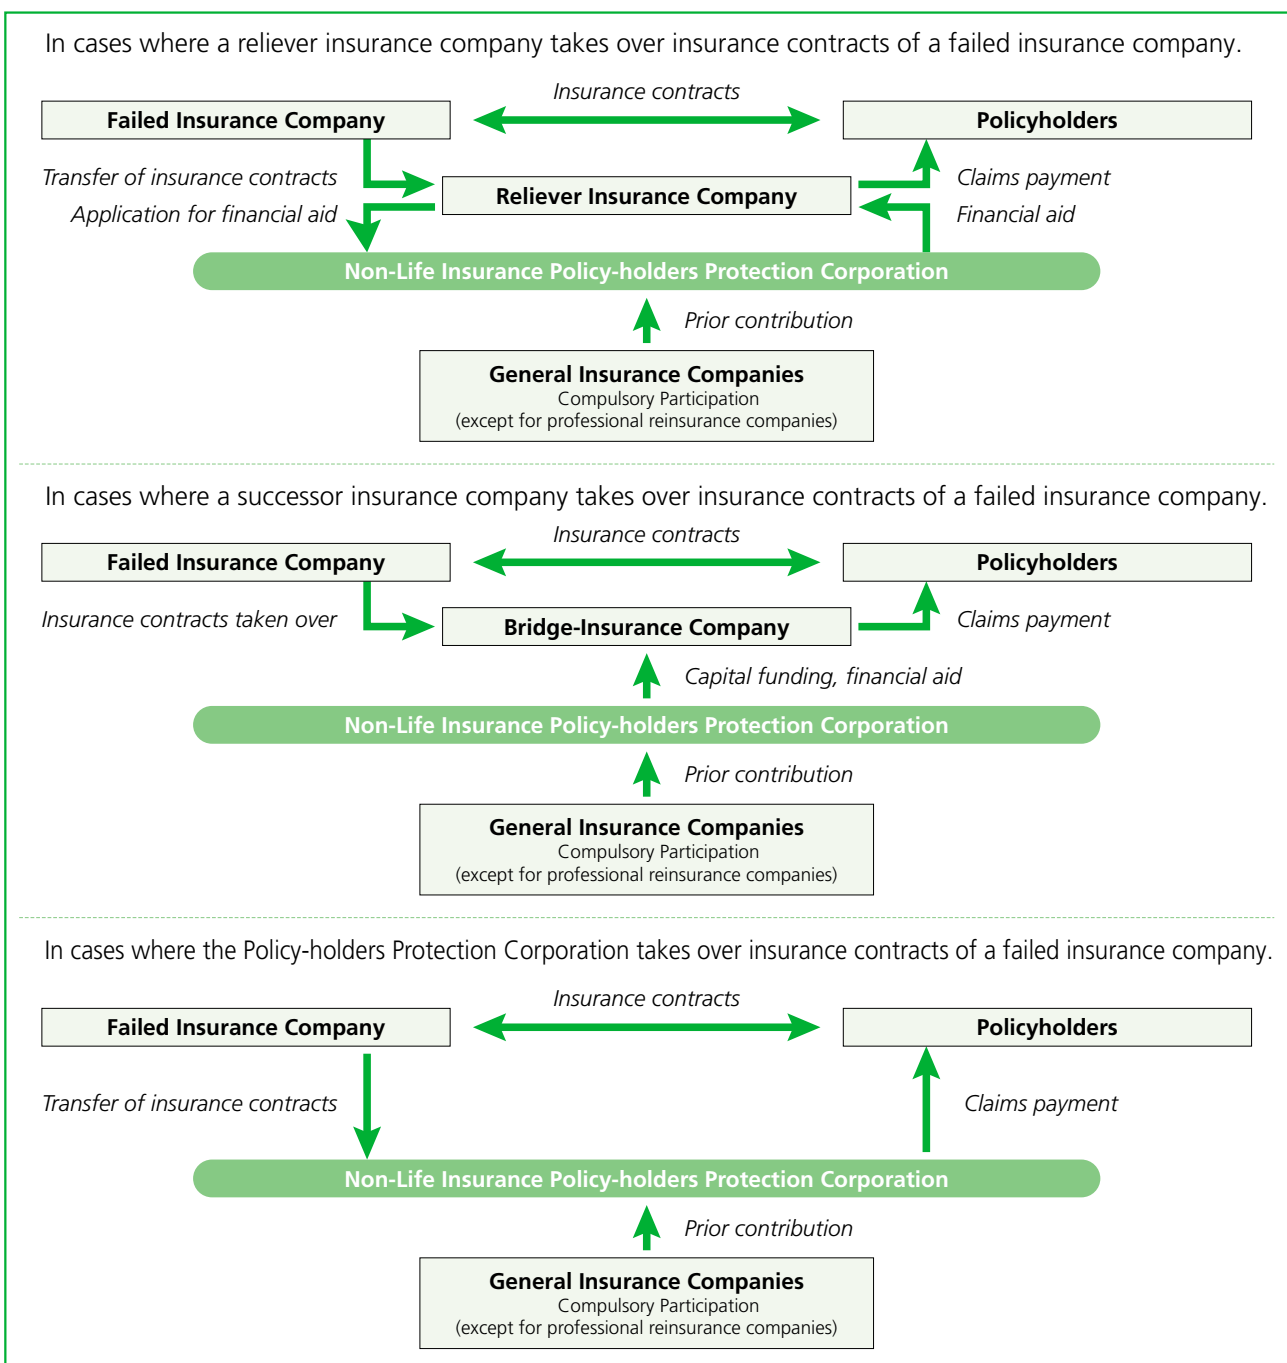 In cases where a reliever insurance company takes over insurance contracts of a failed insurance company.
Insurance contracts
Failed Insurance Company
Policyholders
Transfer of insurance contracts
Claims payment
Reliever Insurance Company
Application for financial aid
Financial aid
Non-Life Insurance Policy-holders Protection Corporation
Prior contribution
General Insurance Companies
Compulsory Participation
(except for professional reinsurance companies)
In cases where a successor insurance company takes over insurance contracts of a failed insurance company.
Insurance contracts
Failed Insurance Company
Policyholders
Insurance contracts taken over
Claims payment
Bridge-Insurance Company
Capital funding, financial aid
Non-Life Insurance Policy-holders Protection Corporation
Prior contribution
General Insurance Companies
Compulsory Participation
(except for professional reinsurance companies)
In cases where the Policy-holders Protection Corporation takes over insurance contracts of a failed insurance company.
Insurance contracts
Failed Insurance Company
Policyholders
Transfer of insurance contracts
Claims payment
Non-Life Insurance Policy-holders Protection Corporation
Prior contribution
General Insurance Companies
Compulsory Participation
(except for professional reinsurance companies)